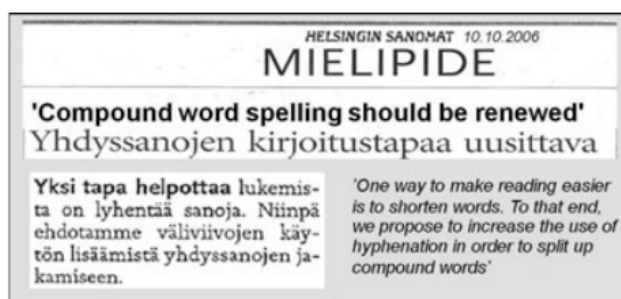 HELSINGIN SANOMAT 10.10.2006
MIELIPIDE
'Compound word spelling should be renewed'
Yhdyssanojen kirjoitustapaa uusittava
Yksi tapa helpottaa lukemis-
ta on lyhentää sanoja. Niinpä
ehdotamme väliviivojen käy-
tön lisäämistä yhdyssanojen ja-
kamiseen.
'One way to make reading easier
is to shorten words. To that end,
we propose to increase the use of
hyphenation in order to split up
compound words'